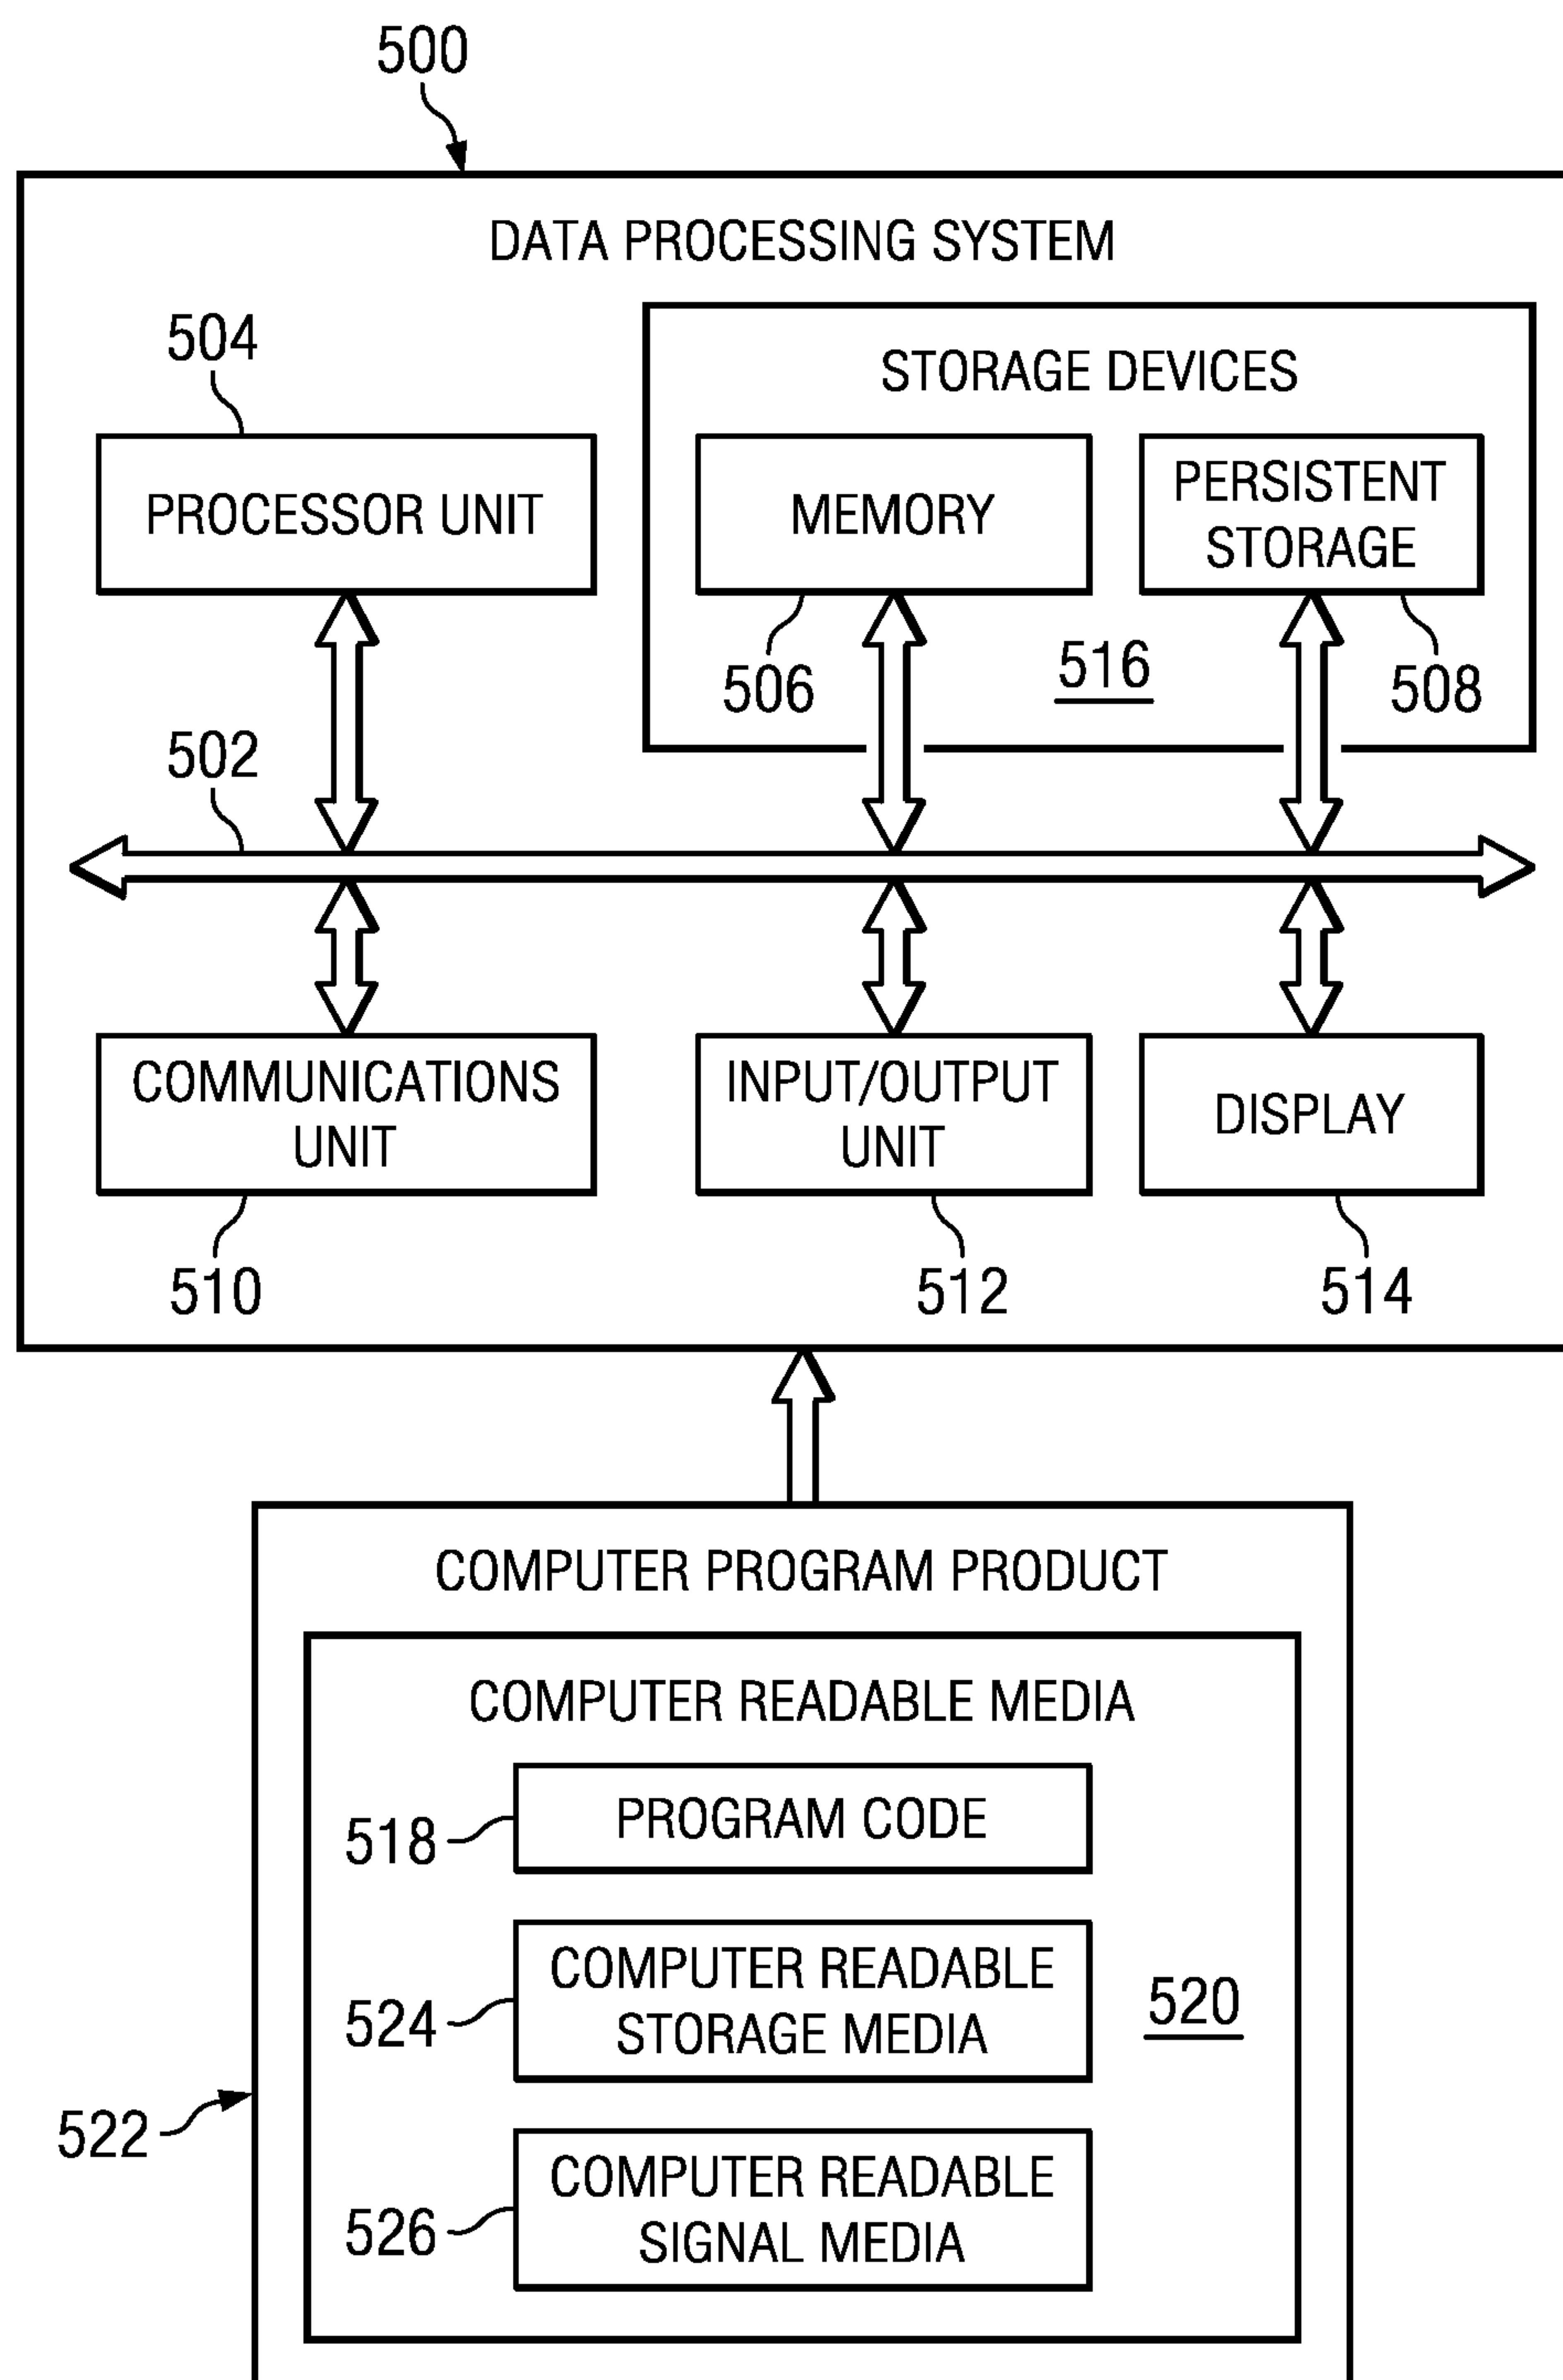 500
DATA PROCESSING SYSTEM
504
STORAGE DEVICES
PROCESSOR UNIT
MEMORY
PERSISTENT
STORAGE
506
516
508
502
COMMUNICATIONS
UNIT
INPUT/OUTPUT
UNIT
DISPLAY
510
512
514
COMPUTER PROGRAM PRODUCT
COMPUTER READABLE MEDIA
518
PROGRAM CODE
524
COMPUTER READABLE
STORAGE MEDIA
520
522
526
COMPUTER READABLE
SIGNAL MEDIA